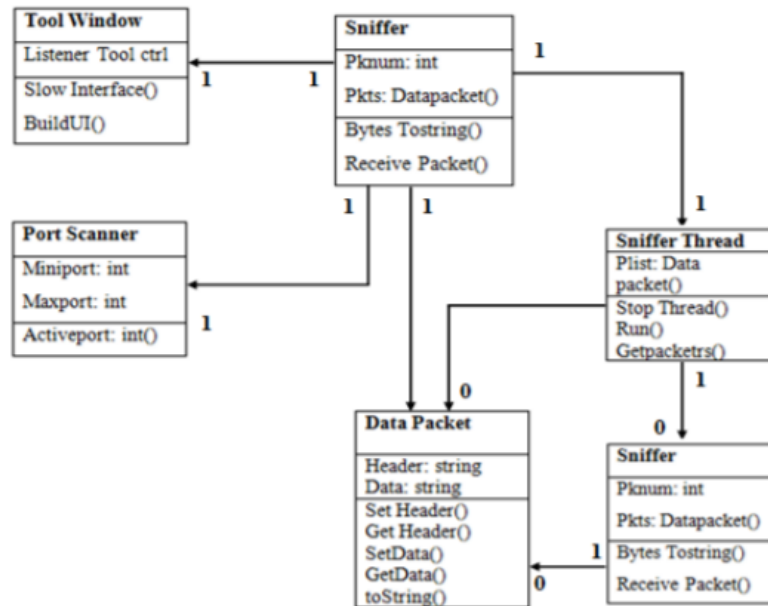 Tool Window
Listener Tool ctrl
Slow Interface()
BuildUI()
Sniffer
Pknum: int
Pkts: Datapacket()
Bytes Tostring()
Receive Packet()
1
1
1
1
1
1
Port Scanner
Miniport: int
Maxport: int
Activeport: int()
1
Sniffer Thread
Plist: Data
packet()
Stop Thread()
Run()
Getpacketrs()
1
0
0
Data Packet
Header: string
Data: string
Set Header()
Get Header()
SetData()
GetData()
toString()
Sniffer
Pknum: int
Pkts: Datapacket()
Bytes Tostring()
Receive Packet()
1
0